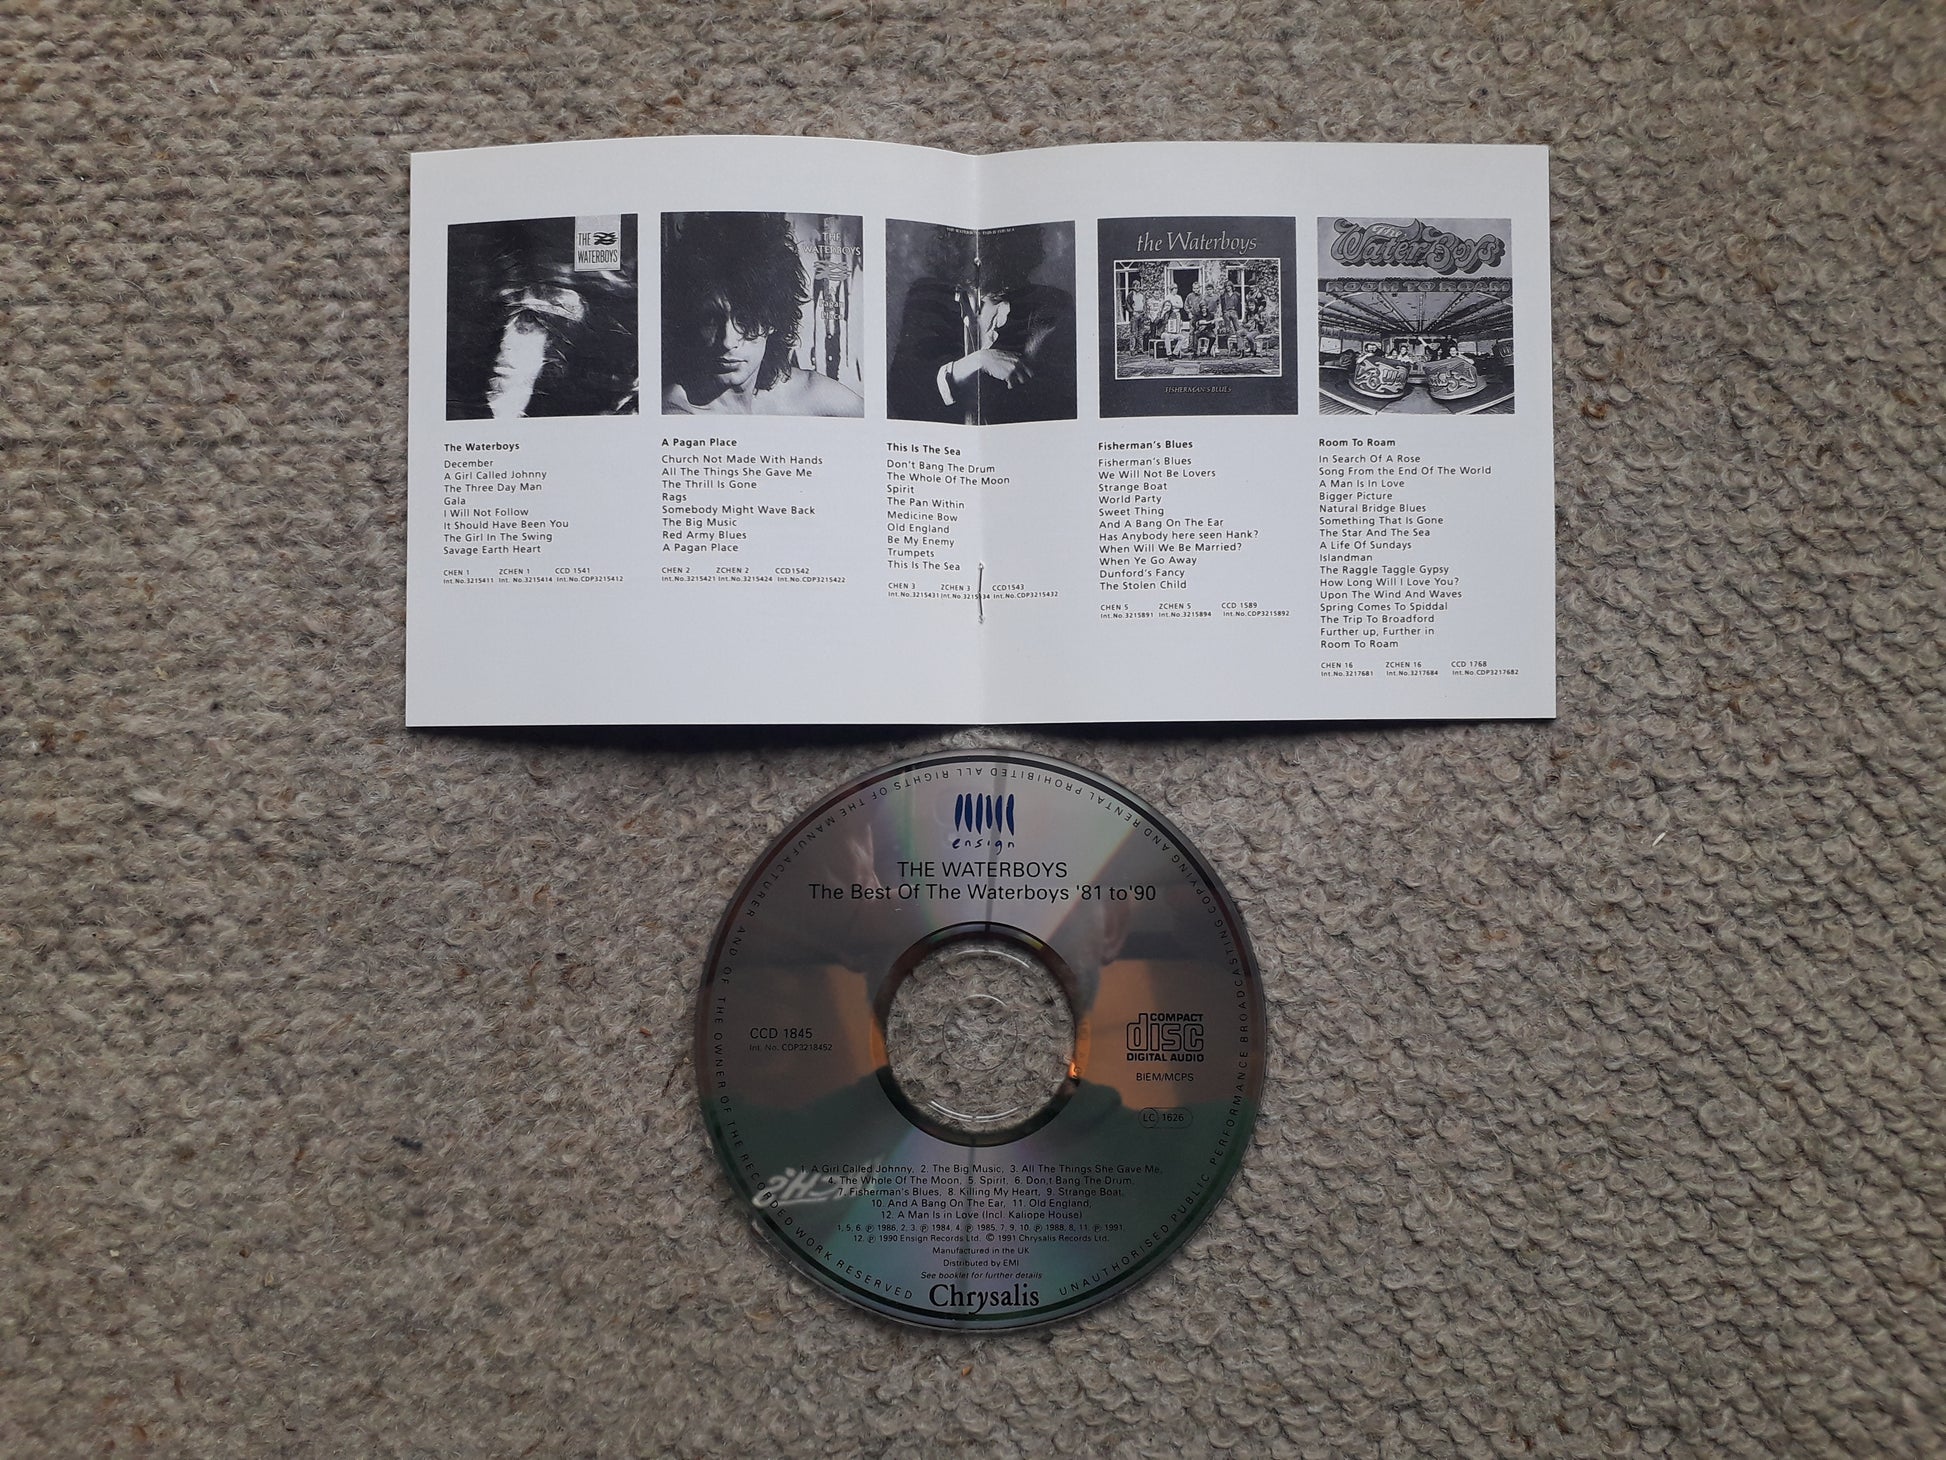 THE
WATERBOYS
The Waterboys
December
A Girl Called Johnny
The Three Day Man
Gala
I Will Not Follow
It Should Have Been You
The Girl In The Swing
Savage Earth Heart
CHEN 1 ZCHEN 1 CCD 1541
Int.No.3215411 Int.No.3215414 Int.No.CDP3215412
THE
WATERBOYS
A Pagan Place
Church Not Made With Hands
All The Things She Gave Me
The Thrill Is Gone
Rags
Somebody Might Wave Back
The Big Music
Red Army Blues
A Pagan Place
CHEN 2 ZCHEN 2 CCD1542
Int.No.3215421 Int.No.3215424 Int.No.CDP3215422
This Is The Sea
Don't Bang The Drum
The Whole Of The Moon
Spirit
The Pan Within
Medicine Bow
Old England
Be My Enemy
Trumpets
This Is The Sea
CHEN 3 ZCHEN 3 CCD1543
Int.No.3215431 Int.No.3215434 Int.No.CDP3215432
the Waterboys
FISHERMAN'S BLUES
Fisherman's Blues
Fisherman's Blues
We Will Not Be Lovers
Strange Boat
World Party
Sweet Thing
And A Bang On The Ear
Has Anybody here seen Hank?
When Will We Be Married?
When Ye Go Away
Dunford's Fancy
The Stolen Child
CHEN 5 ZCHEN 5 CCD 1589
Int.No.3215891 Int.No.3215894 Int.No.CDP3215892
The
WaterBoys
ROOM TO ROAM
Room To Roam
In Search Of A Rose
Song From the End Of The World
A Man Is In Love
Bigger Picture
Natural Bridge Blues
Something That Is Gone
The Star And The Sea
A Life Of Sundays
Islandman
The Raggle Taggle Gypsy
How Long Will I Love You?
Upon The Wind And Waves
Spring Comes To Spiddal
The Trip To Broadford
Further up, Further in
Room To Roam
CHEN 16 ZCHEN 16 CCD 1768
Int.No.3217681 Int.No.3217684 Int.No.CDP3217682
ensign
THE WATERBOYS
The Best Of The Waterboys '81 to '90
CCD 1845
Int. No. CDP3218452
COMPACT
disc
DIGITAL AUDIO
BIEM/MCPS
LC 1626
1. A Girl Called Johnny, 2. The Big Music, 3. All The Things She Gave Me,
4. The Whole Of The Moon, 5. Spirit, 6. Don,t Bang The Drum,
7. Fisherman's Blues, 8. Killing My Heart, 9. Strange Boat,
10. And A Bang On The Ear, 11. Old England,
12. A Man Is in Love (Incl. Kaliope House)
1, 5, 6. ℗ 1986, 2, 3. ℗ 1984, 4. ℗ 1985, 7, 9, 10. ℗ 1988, 8, 11. ℗ 1991
12. ℗ 1990 Ensign Records Ltd. © 1991 Chrysalis Records Ltd.
Manufactured in the UK
Distributed by EMI
See booklet for further details
Chrysalis
ALL RIGHTS OF THE MANUFACTURER AND OF THE OWNER OF THE RECORDED WORK RESERVED
UNAUTHORISED PUBLIC PERFORMANCE BROADCASTING COPYING AND RENTAL PROHIBITED